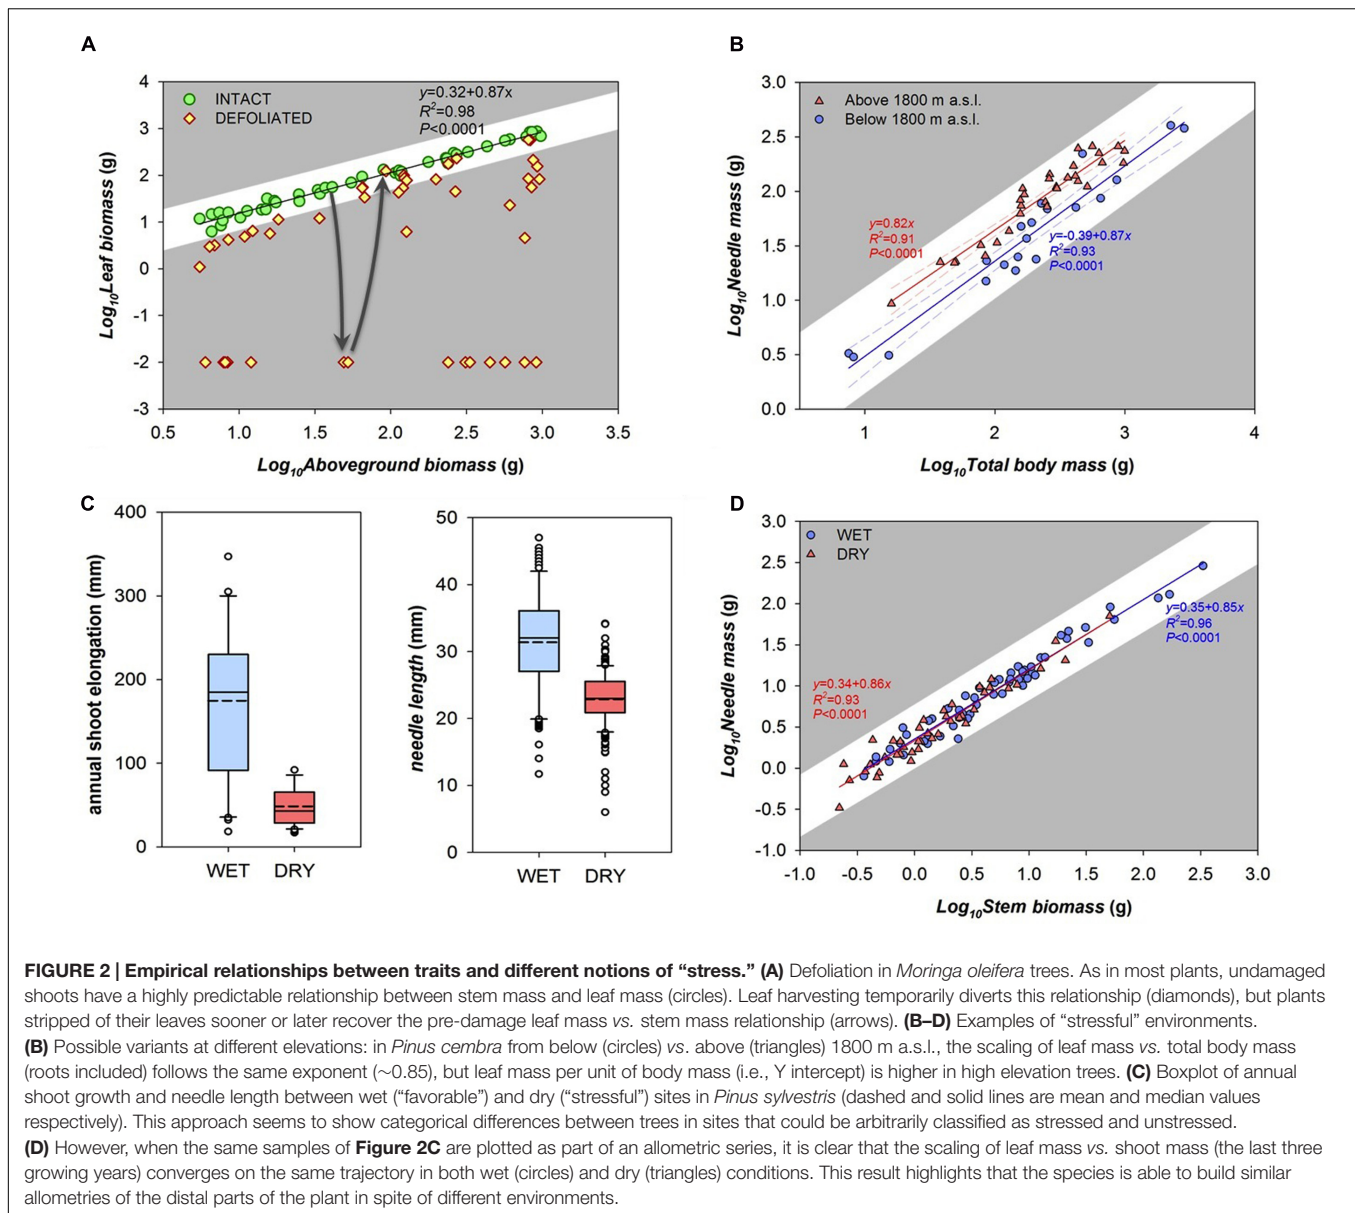 A
Log10Leaf biomass (g)
4
3
2
1
0
-1
-2
-3
INTACT
DEFOLIATED
y=0.32+0.87x
R2=0.98
P<0.0001
0.5 1.0 1.5 2.0 2.5 3.0 3.5
Log10Aboveground biomass (g)
B
Log10Needle mass (g)
3.0
2.5
2.0
1.5
1.0
0.5
0.0
Above 1800 m a.s.l.
Below 1800 m a.s.l.
y=0.82x
R2=0.91
P<0.0001
y=-0.39+0.87x
R2=0.93
P<0.0001
1 2 3 4
Log10Total body mass (g)
C
annual shoot elongation (mm)
400
300
200
100
0
WET DRY
needle length (mm)
50
40
30
20
10
0
WET DRY
D
Log10Needle mass (g)
3.0
2.5
2.0
1.5
1.0
0.5
0.0
-0.5
-1.0
WET
DRY
y=0.35+0.85x
R2=0.96
P<0.0001
y=0.34+0.86x
R2=0.93
P<0.0001
-1.0 -0.5 0.0 0.5 1.0 1.5 2.0 2.5 3.0
Log10Stem biomass (g)
FIGURE 2 | Empirical relationships between traits and different notions of “stress.” (A) Defoliation in Moringa oleifera trees. As in most plants, undamaged
shoots have a highly predictable relationship between stem mass and leaf mass (circles). Leaf harvesting temporarily diverts this relationship (diamonds), but plants
stripped of their leaves sooner or later recover the pre-damage leaf mass vs. stem mass relationship (arrows). (B–D) Examples of “stressful” environments.
(B) Possible variants at different elevations: in Pinus cembra from below (circles) vs. above (triangles) 1800 m a.s.l., the scaling of leaf mass vs. total body mass
(roots included) follows the same exponent (∼0.85), but leaf mass per unit of body mass (i.e., Y intercept) is higher in high elevation trees. (C) Boxplot of annual
shoot growth and needle length between wet (“favorable”) and dry (“stressful”) sites in Pinus sylvestris (dashed and solid lines are mean and median values
respectively). This approach seems to show categorical differences between trees in sites that could be arbitrarily classified as stressed and unstressed.
(D) However, when the same samples of Figure 2C are plotted as part of an allometric series, it is clear that the scaling of leaf mass vs. shoot mass (the last three
growing years) converges on the same trajectory in both wet (circles) and dry (triangles) conditions. This result highlights that the species is able to build similar
allometries of the distal parts of the plant in spite of different environments.